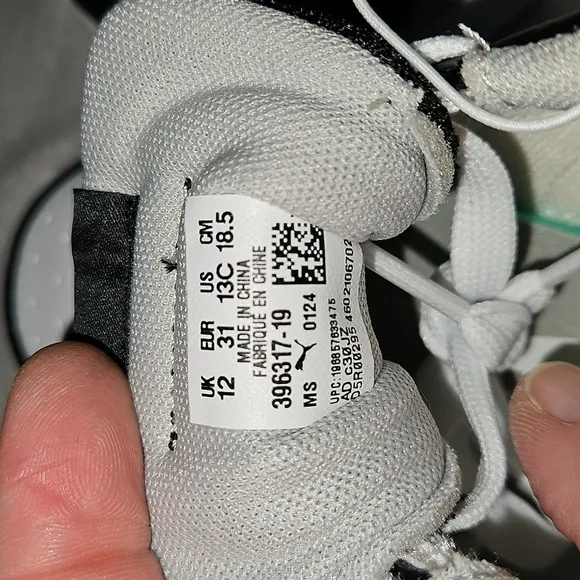 UK EUR US CM
12 31 13C 18.5
MADE IN CHINA
FABRIQUÉ EN CHINE
396317-19
MS 0124
UPC:196857633475
AD c30JZ 4602106702
D5R00295